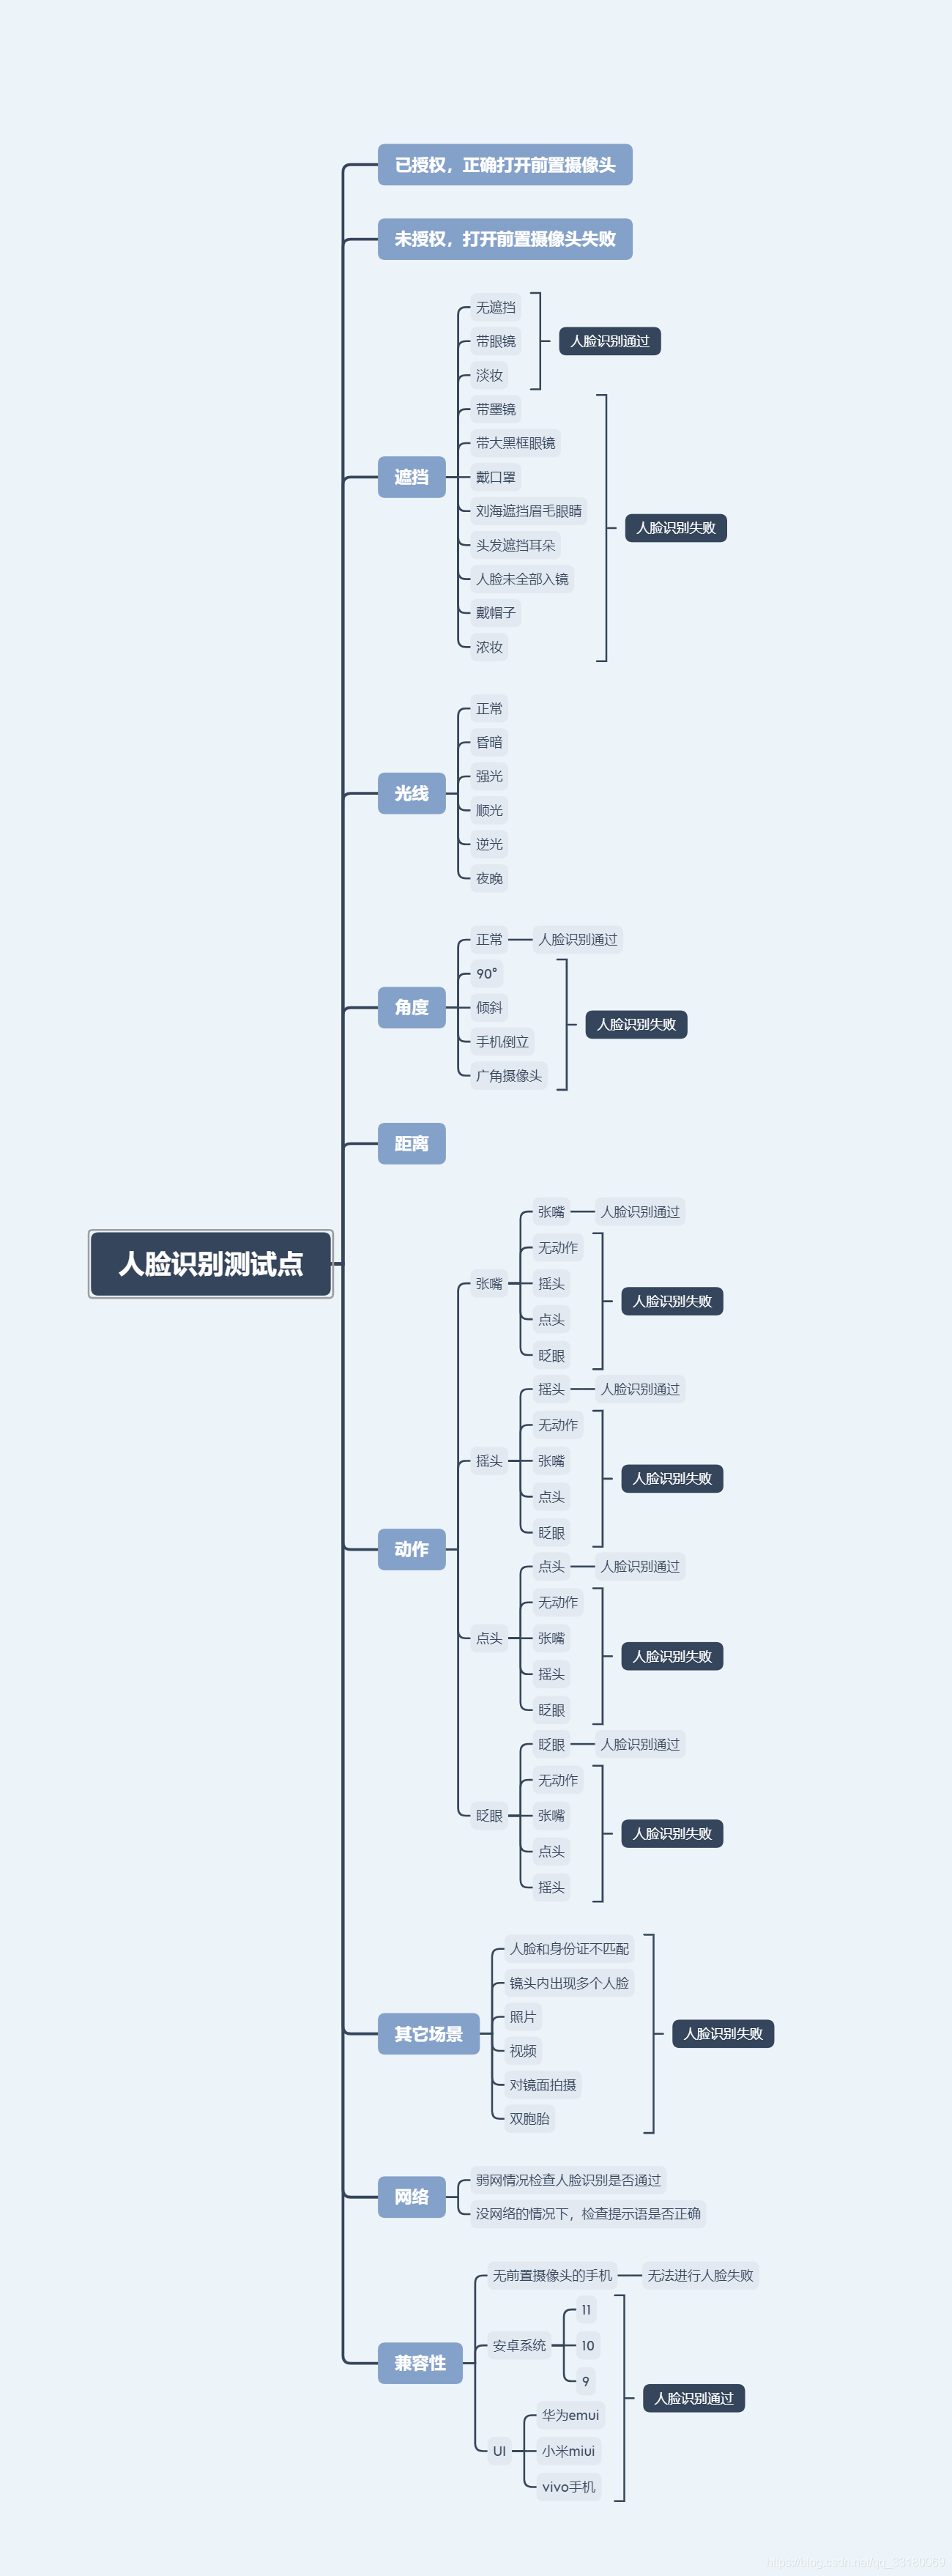 已授权，正确打开前置摄像头
未授权，打开前置摄像头失败
无遮挡
带眼镜
人脸识别通过
淡妆
带墨镜
带大黑框眼镜
遮挡
戴口罩
刘海遮挡眉毛眼睛
人脸识别失败
头发遮挡耳朵
人脸未全部入镜
戴帽子
浓妆
正常
昏暗
强光
光线
顺光
逆光
夜晚
正常
人脸识别通过
90°
角度
倾斜
人脸识别失败
手机倒立
广角摄像头
距离
张嘴
人脸识别通过
无动作
人脸识别测试点
张嘴
摇头
人脸识别失败
点头
眨眼
摇头
人脸识别通过
无动作
摇头
张嘴
人脸识别失败
点头
眨眼
动作
点头
人脸识别通过
无动作
点头
张嘴
人脸识别失败
摇头
眨眼
眨眼
人脸识别通过
无动作
眨眼
张嘴
人脸识别失败
点头
摇头
人脸和身份证不匹配
镜头内出现多个人脸
照片
其它场景
人脸识别失败
视频
对镜面拍摄
双胞胎
弱网情况检查人脸识别是否通过
网络
没网络的情况下，检查提示语是否正确
无前置摄像头的手机
无法进行人脸失败
11
安卓系统
10
兼容性
9
人脸识别通过
华为emui
UI
小米miui
vivo手机
https://blog.csdn.net/qq_33180069